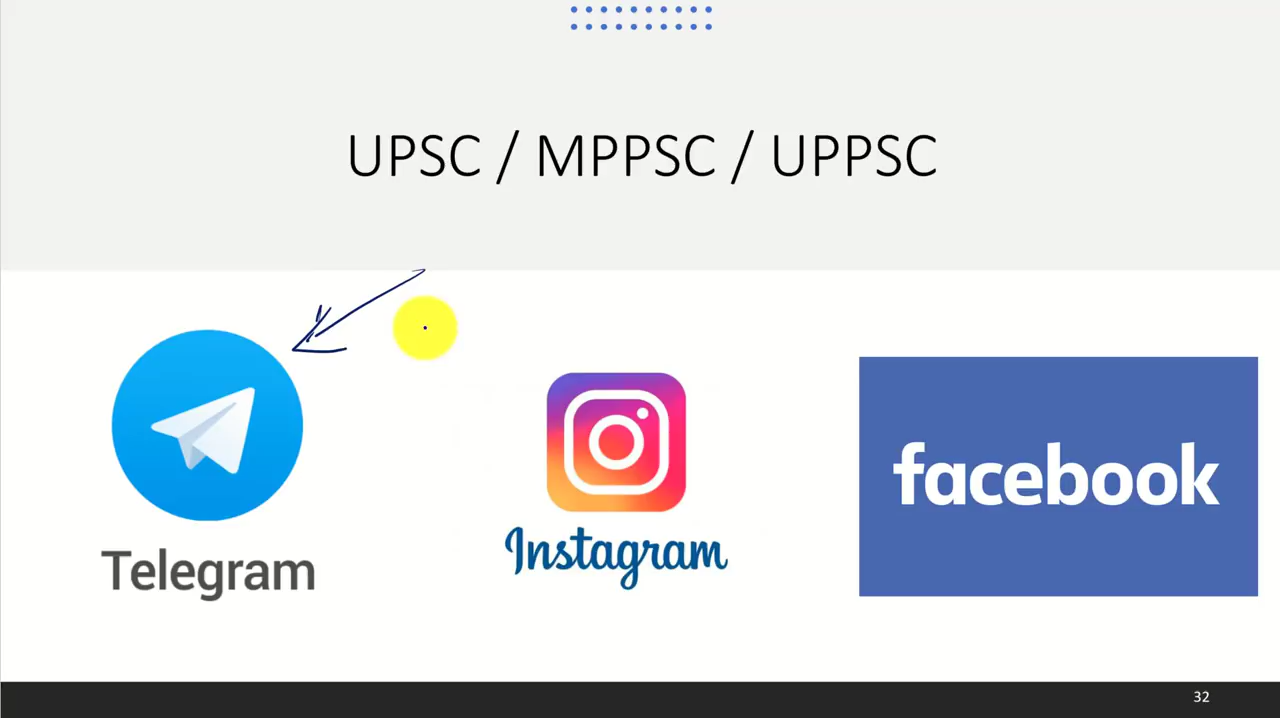 UPSC / MPPSC / UPPSC
Telegram
Instagram
facebook
32